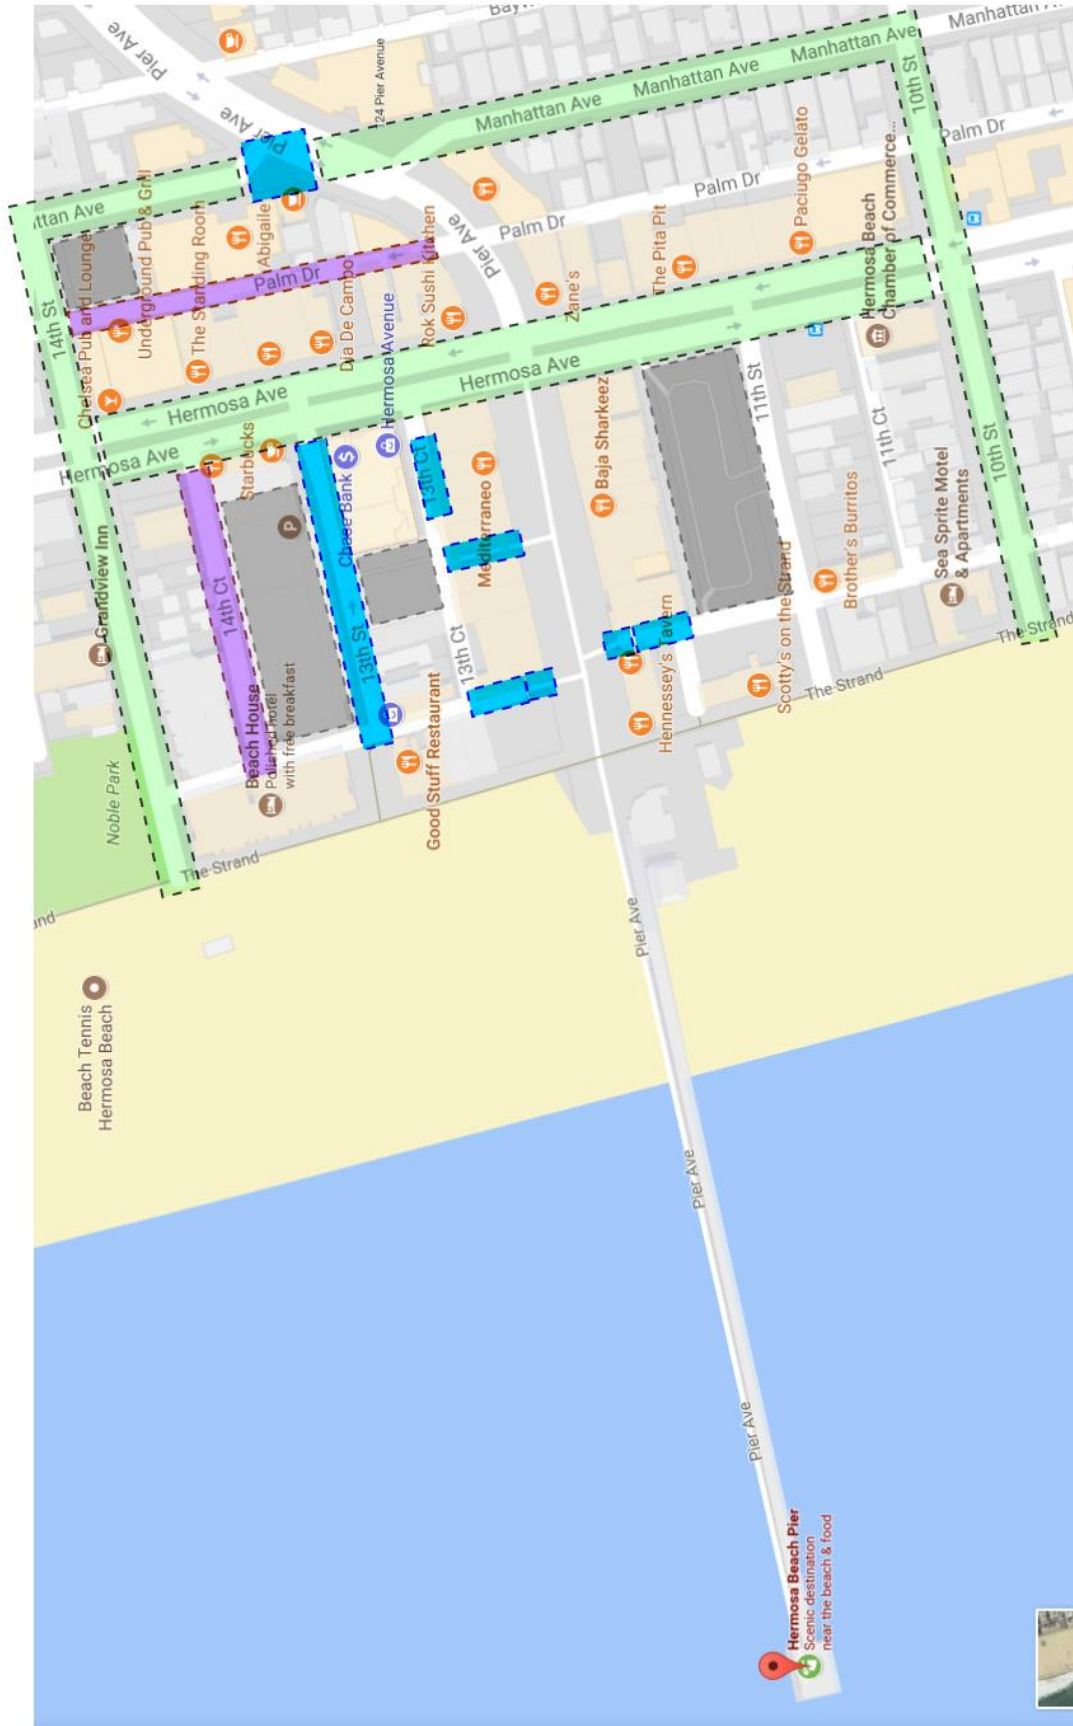 Pier Ave
Bayw
Manhattan A
Pier Ave
Pier Ave
124 Pier Avenue
Manhattan Ave
Manhattan Ave
Manhattan Ave
10th St
10th St
ttan Ave
14th St
Chelsea Pub and Lounge
Underground Pub & Grill
The Standing Room
Abigaile
Palm Dr
Dia De Campo
Hermosa Avenue
Rok Sushi Kitchen
Pier Ave
Palm Dr
Palm Dr
Zane's
The Pita Pit
Paciugo Gelato
Hermosa Beach
Chamber of Commerce...
Hermosa Ave
Hermosa Ave
Hermosa Ave
Starbucks
Chase Bank
13th Ct
Mediterraneo
Baja Sharkeez
11th St
11th Ct
10th St
Grandview Inn
14th Ct
P
13th St
13th Ct
Beach House
Polished hotel
with free breakfast
Good Stuff Restaurant
Hennessey's Tavern
Scotty's on the Strand
Brother's Burritos
Sea Sprite Motel
& Apartments
The Strand
The Strand
The Strand
and
Noble Park
Beach Tennis
Hermosa Beach
Pier Ave
Pier Ave
Pier Ave
Hermosa Beach Pier
Scenic destination
near the beach & food